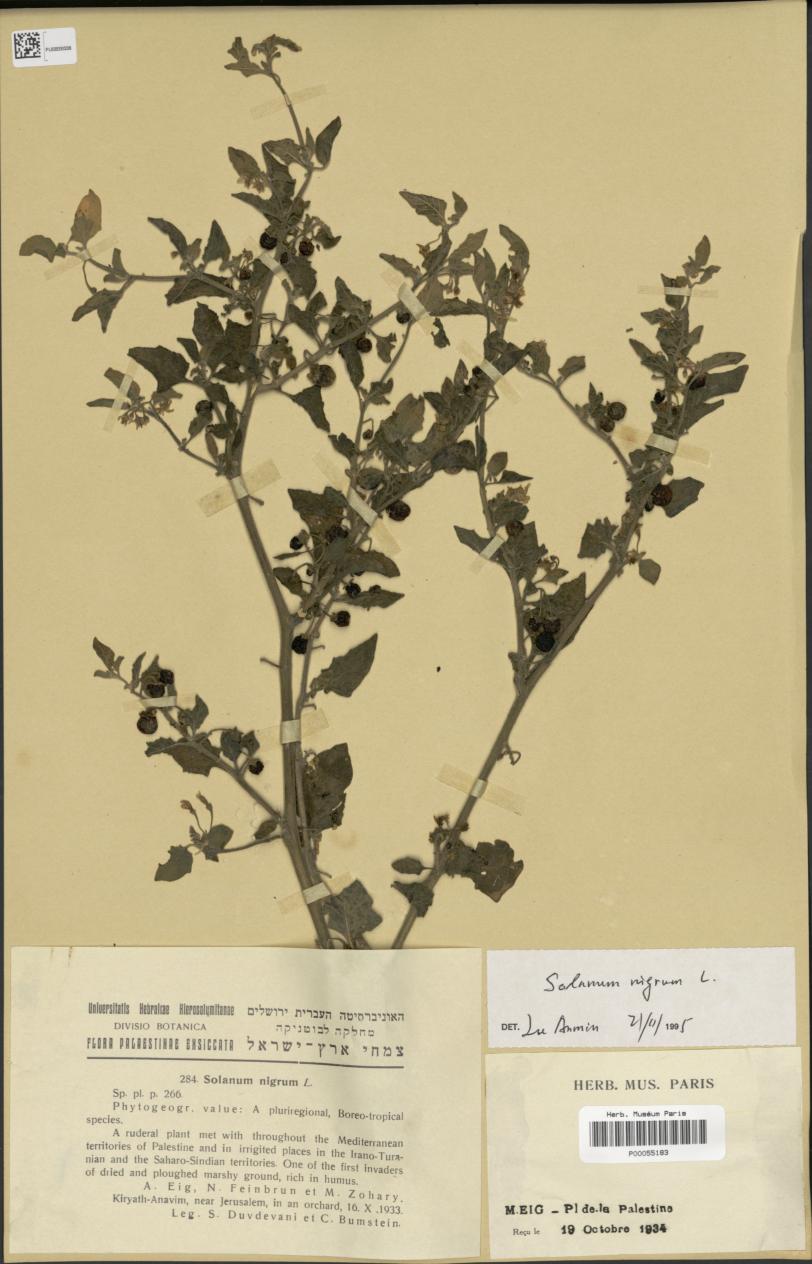 Universitatis Hebraicae Hierosolymitanae
DIVISIO BOTANICA
FLORA PALAESTINAE EXSICCATA
האוניברסיטה העברית ירושלים
מחלקה לבוטניקה
צמחי ארץ-ישראל
284. Solanum nigrum L.
Sp. pl. p. 266.
Phytogeogr. value: A pluriregional, Boreo-tropical
species.
A ruderal plant met with throughout the Mediterranean
territories of Palestine and in irrigited places in the Irano-Tura-
nian and the Saharo-Sindian territories. One of the first invaders
of dried and ploughed marshy ground, rich in humus.
A. Eig, N. Feinbrun et M. Zohary.
Kiryath-Anavim, near Jerusalem, in an orchard, 16. X .1933.
Leg. S. Duvdevani et C. Bumstein.
Solanum nigrum L.
DET. Lu Anmin 21/11 1995
HERB. MUS. PARIS
Herb. Muséum Paris
P00055183
M.EIG - Pl de.la Palestine
Reçu le 19 Octobre 1934